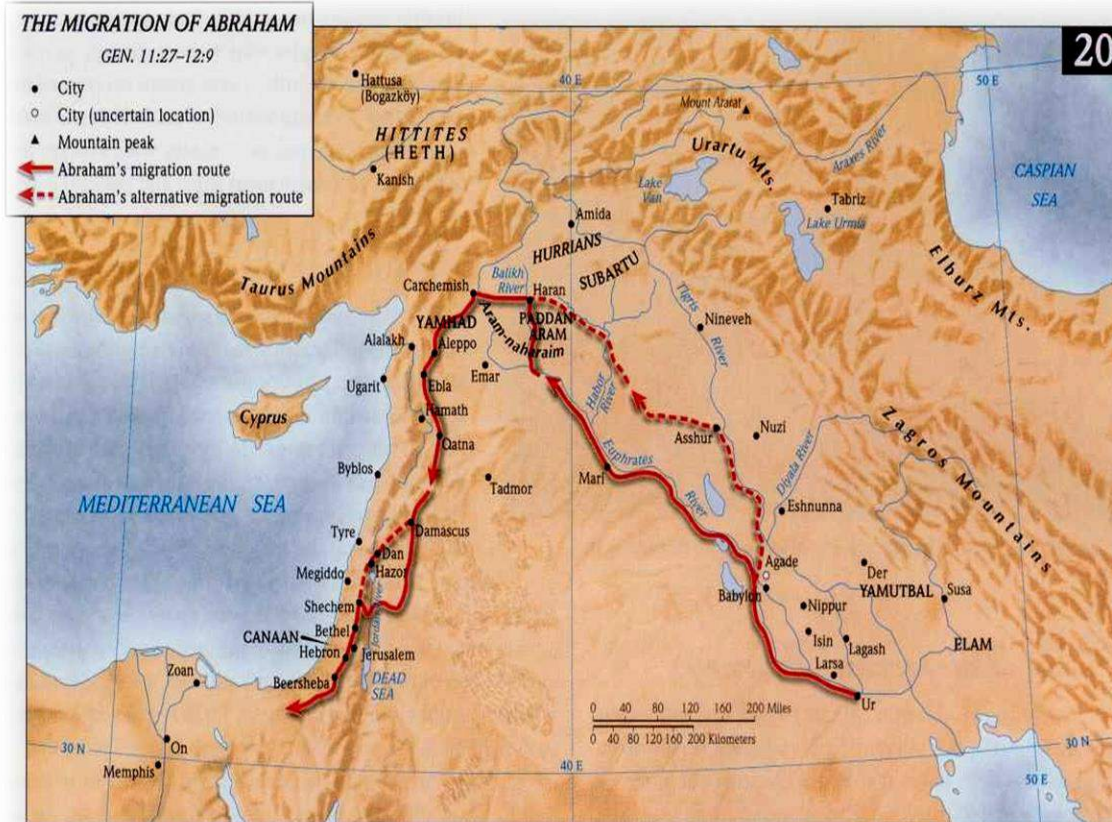 THE MIGRATION OF ABRAHAM
GEN. 11:27–12:9
City
City (uncertain location)
Mountain peak
Abraham's migration route
Abraham's alternative migration route
20
40 E
50 E
Hattusa
(Bogazköy)
HITTITES
(HETH)
Kanish
Mount Ararat
Urartu Mts.
Araxes River
CASPIAN
SEA
Lake
Van
Tabriz
Lake Urmia
Amida
HURRIANS
SUBARTU
Taurus Mountains
Elburz Mts.
Balikh
River
Carchemish
Haran
Tigris
River
Nineveh
YAMHAD
PADDAN
ARAM
Aram-naharaim
Alalakh
Aleppo
Emar
Ugarit
Ebla
Habor
River
Cyprus
Hamath
Qatna
Asshur
Nuzi
Zagros Mountains
Diyala River
Euphrates
River
Byblos
Tadmor
Mari
MEDITERRANEAN SEA
Eshnunna
Damascus
Tyre
Dan
Hazor
Agade
Der
Megiddo
Babylon
YAMUTBAL
Susa
Shechem
Nippur
Jordan River
Bethel
Isin
CANAAN
Lagash
ELAM
Hebron
Jerusalem
Larsa
Zoan
Beersheba
DEAD
SEA
Ur
0 40 80 120 160 200 Miles
0 40 80 120 160 200 Kilometers
On
30 N
30 N
Memphis
40 E
50 E